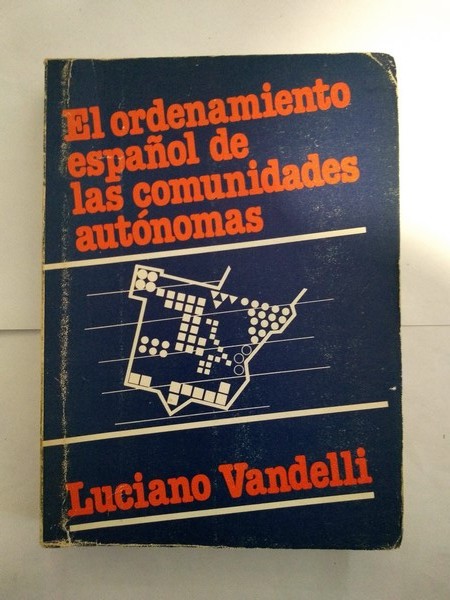 El ordenamiento
español de
las comunidades
autónomas
Luciano Vandelli